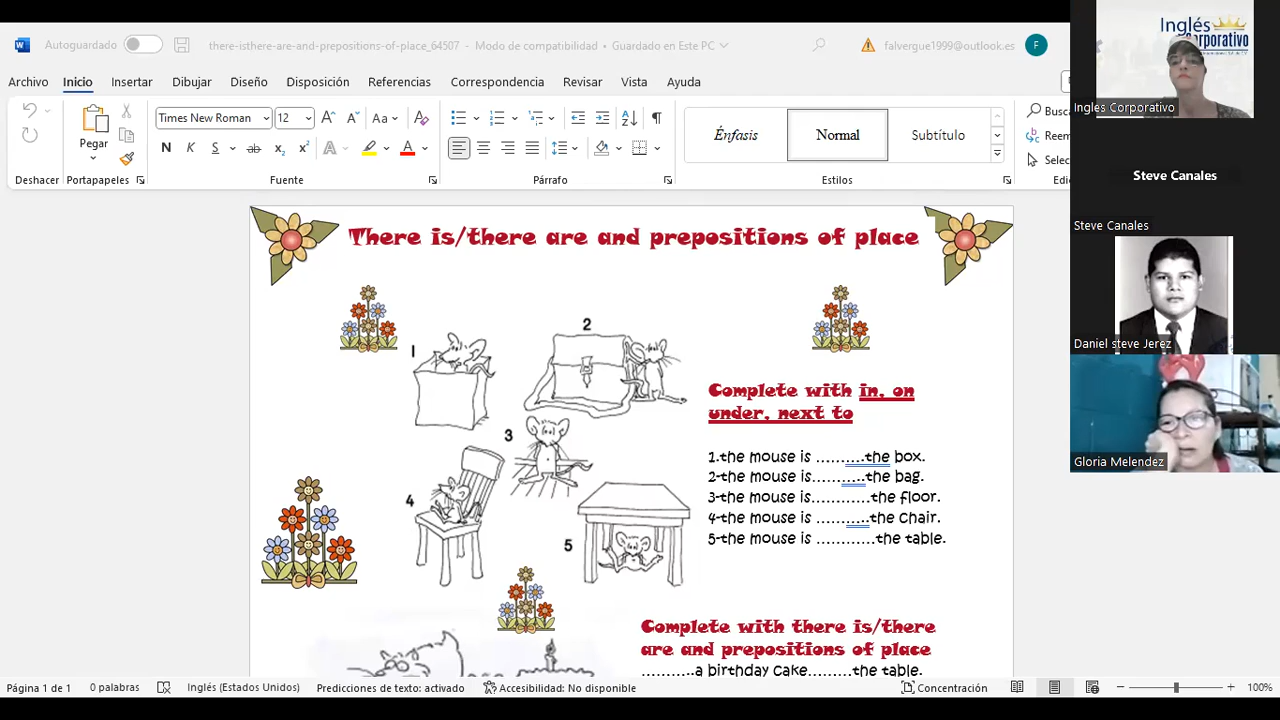 Autoguardado
there-isthere-are-and-prepositions-of-place_64507 - Modo de compatibilidad • Guardado en Este PC
falvergue1999@outlook.es
F
Archivo Inicio Insertar Dibujar Diseño Disposición Referencias Correspondencia Revisar Vista Ayuda
Pegar
Times New Roman 12
Aa
N K S ab x₂ x² A A
Énfasis Normal Subtítulo
Deshacer Portapapeles Fuente Párrafo Estilos
There is/there are and prepositions of place
1
2
3
4
5
Complete with in, on
under, next to
1.the mouse is ……….the box.
2-the mouse is……….the bag.
3-the mouse is…………the floor.
4-the mouse is ………..the chair.
5-the mouse is …………the table.
Complete with there is/there
are and prepositions of place
………..a birthday cake………the table.
Página 1 de 1 0 palabras Inglés (Estados Unidos) Predicciones de texto: activado Accesibilidad: No disponible Concentración 100%
Inglés
Corporativo
Ingles Corporativo
Steve Canales
Steve Canales
Daniel steve Jerez
Gloria Melendez